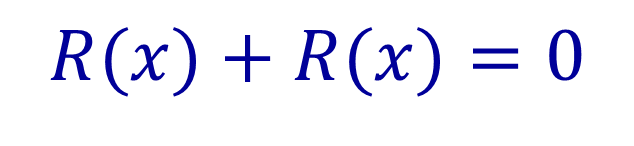 R(x) + R(x) = 0